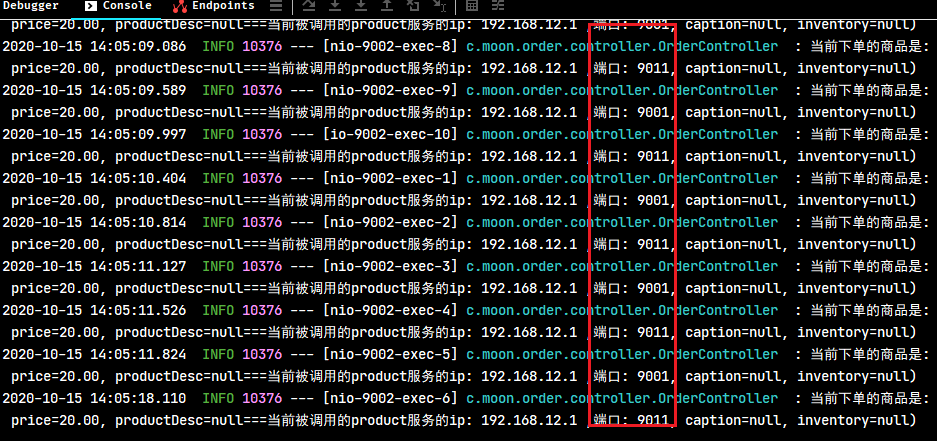 Debugger Console Endpoints
price=20.00, productDesc=null===当前被调用的product服务的ip: 192.168.12.1 ,端口: 9001, caption=null, inventory=null)
2020-10-15 14:05:09.086  INFO 10376 --- [nio-9002-exec-8] c.moon.order.controller.OrderController  : 当前下单的商品是:
price=20.00, productDesc=null===当前被调用的product服务的ip: 192.168.12.1 ,端口: 9011, caption=null, inventory=null)
2020-10-15 14:05:09.589  INFO 10376 --- [nio-9002-exec-9] c.moon.order.controller.OrderController  : 当前下单的商品是:
price=20.00, productDesc=null===当前被调用的product服务的ip: 192.168.12.1 ,端口: 9001, caption=null, inventory=null)
2020-10-15 14:05:09.997  INFO 10376 --- [io-9002-exec-10] c.moon.order.controller.OrderController  : 当前下单的商品是:
price=20.00, productDesc=null===当前被调用的product服务的ip: 192.168.12.1 ,端口: 9011, caption=null, inventory=null)
2020-10-15 14:05:10.404  INFO 10376 --- [nio-9002-exec-1] c.moon.order.controller.OrderController  : 当前下单的商品是:
price=20.00, productDesc=null===当前被调用的product服务的ip: 192.168.12.1 ,端口: 9001, caption=null, inventory=null)
2020-10-15 14:05:10.814  INFO 10376 --- [nio-9002-exec-2] c.moon.order.controller.OrderController  : 当前下单的商品是:
price=20.00, productDesc=null===当前被调用的product服务的ip: 192.168.12.1 ,端口: 9011, caption=null, inventory=null)
2020-10-15 14:05:11.127  INFO 10376 --- [nio-9002-exec-3] c.moon.order.controller.OrderController  : 当前下单的商品是:
price=20.00, productDesc=null===当前被调用的product服务的ip: 192.168.12.1 ,端口: 9001, caption=null, inventory=null)
2020-10-15 14:05:11.526  INFO 10376 --- [nio-9002-exec-4] c.moon.order.controller.OrderController  : 当前下单的商品是:
price=20.00, productDesc=null===当前被调用的product服务的ip: 192.168.12.1 ,端口: 9011, caption=null, inventory=null)
2020-10-15 14:05:11.824  INFO 10376 --- [nio-9002-exec-5] c.moon.order.controller.OrderController  : 当前下单的商品是:
price=20.00, productDesc=null===当前被调用的product服务的ip: 192.168.12.1 ,端口: 9001, caption=null, inventory=null)
2020-10-15 14:05:18.110  INFO 10376 --- [nio-9002-exec-6] c.moon.order.controller.OrderController  : 当前下单的商品是:
price=20.00, productDesc=null===当前被调用的product服务的ip: 192.168.12.1 ,端口: 9011, caption=null, inventory=null)